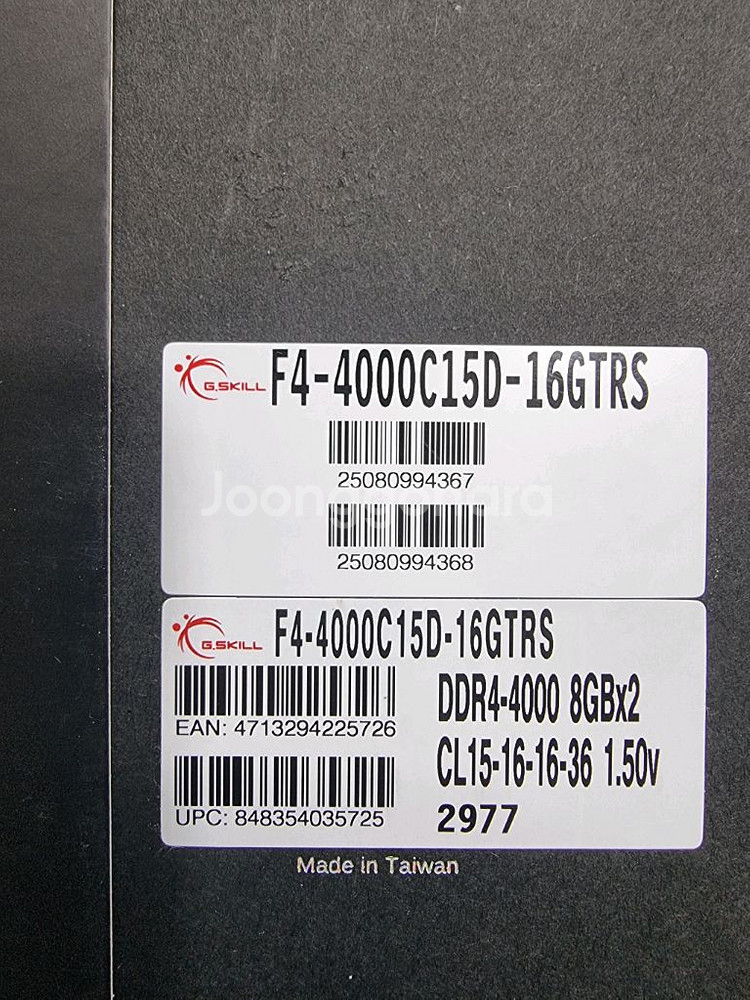 G.SKILL F4-4000C15D-16GTRS
25080994367
Joonggonara
25080994368
G.SKILL F4-4000C15D-16GTRS
DDR4-4000 8GBx2
EAN: 4713294225726
CL15-16-16-36 1.50v
UPC: 848354035725
2977
Made in Taiwan